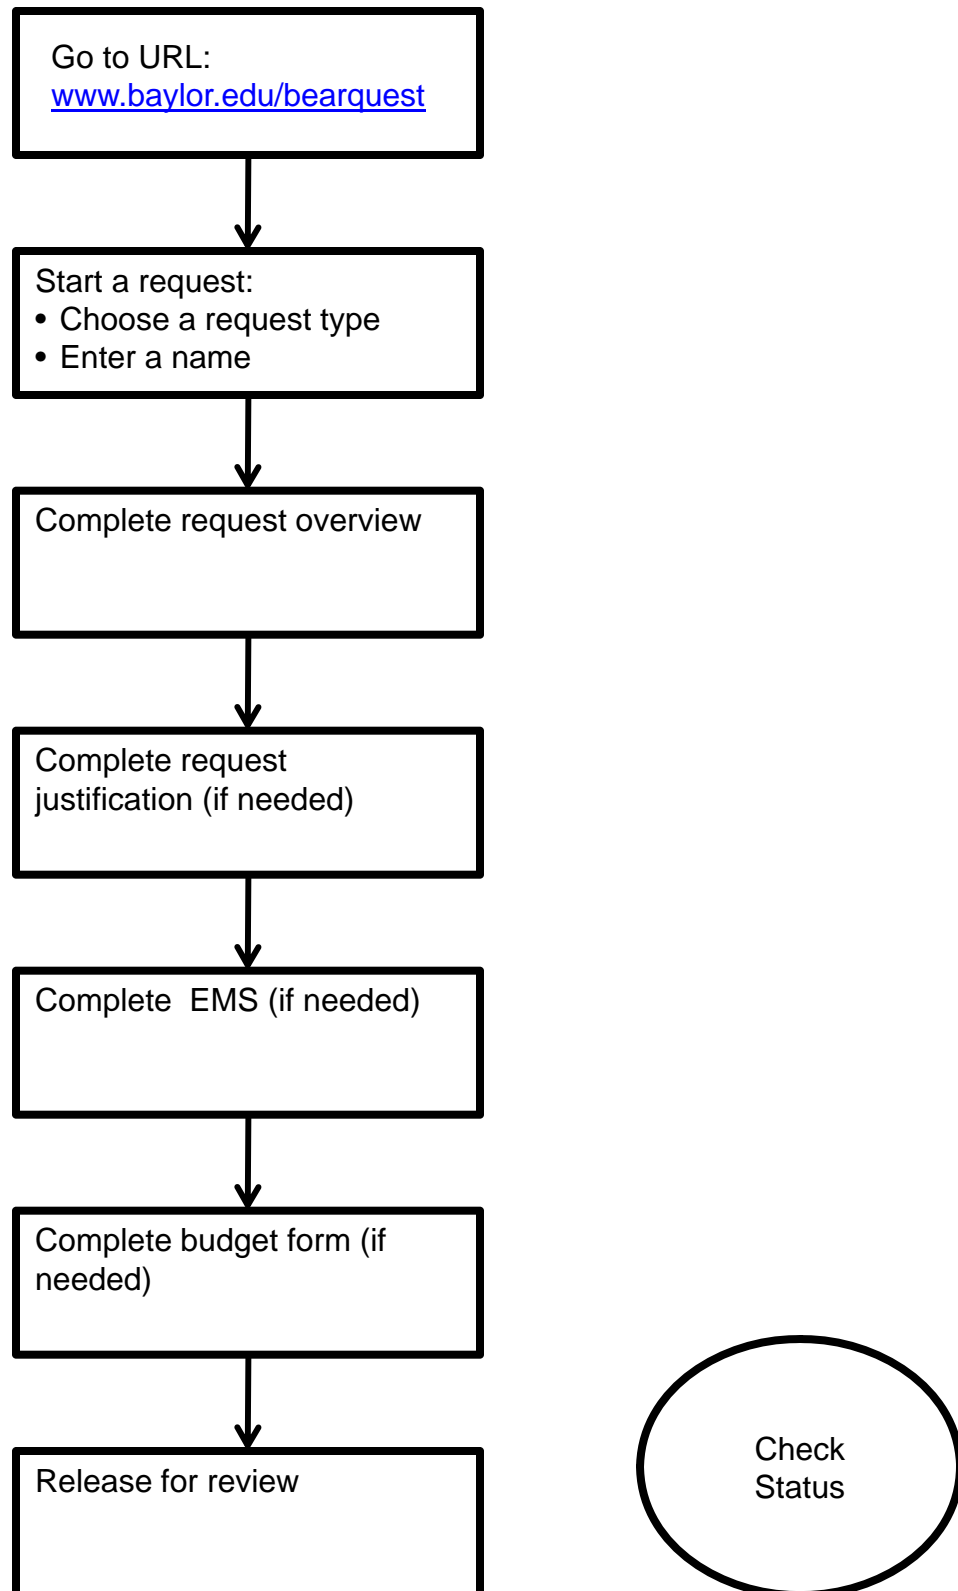 Go to URL:
www.baylor.edu/bearquest
Start a request:
• Choose a request type
• Enter a name
Complete request overview
Complete request
justification (if needed)
Complete  EMS (if needed)
Complete budget form (if
needed)
Release for review
Check
Status